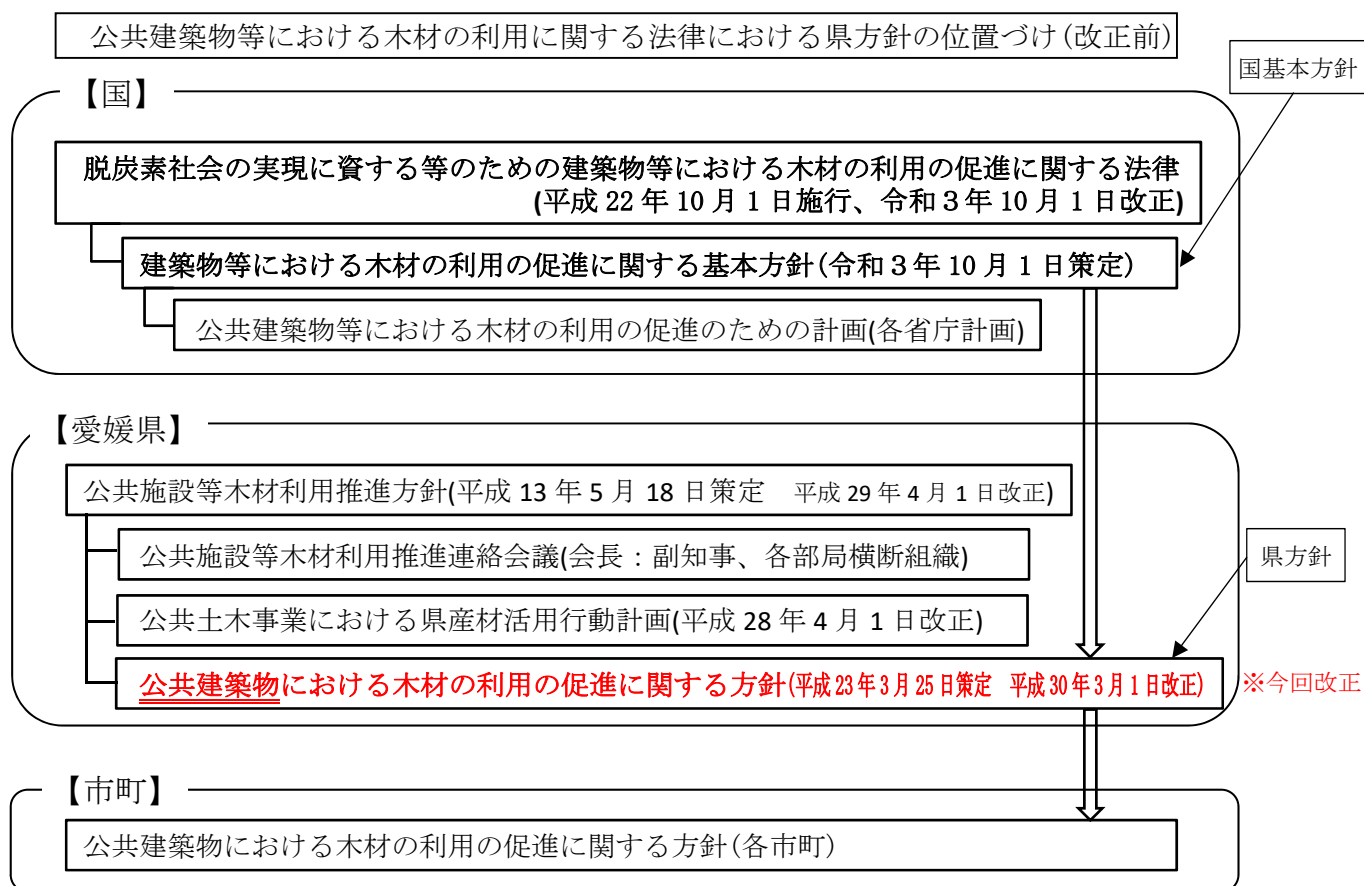 公共建築物等における木材の利用に関する法律における県方針の位置づけ(改正前)
国基本方針
【国】
脱炭素社会の実現に資する等のための建築物等における木材の利用の促進に関する法律
(平成 22 年 10 月 1 日施行、令和3年 10 月 1 日改正)
建築物等における木材の利用の促進に関する基本方針(令和3年 10 月 1 日策定)
公共建築物等における木材の利用の促進のための計画(各省庁計画)
【愛媛県】
公共施設等木材利用推進方針(平成 13 年 5 月 18 日策定 平成 29 年 4 月 1 日改正)
公共施設等木材利用推進連絡会議(会長:副知事、各部局横断組織)
県方針
公共土木事業における県産材活用行動計画(平成 28 年 4 月 1 日改正)
公共建築物における木材の利用の促進に関する方針(平成23年3月25日策定 平成30年3月1日改正)
※今回改正
【市町】
公共建築物における木材の利用の促進に関する方針(各市町)